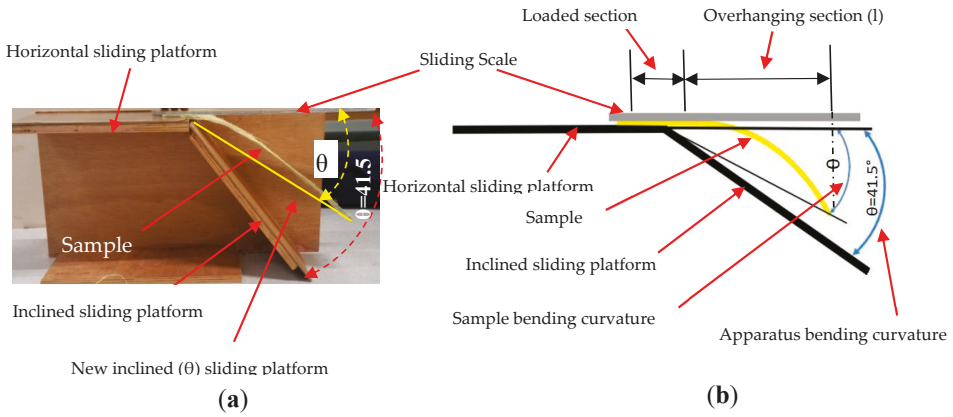 Horizontal sliding platform
Sliding Scale
θ
θ=41.5
Sample
Inclined sliding platform
New inclined (θ) sliding platform
(a)
Loaded section
Overhanging section (l)
Horizontal sliding platform
θ
θ=41.5°
Sample
Inclined sliding platform
Sample bending curvature
Apparatus bending curvature
(b)